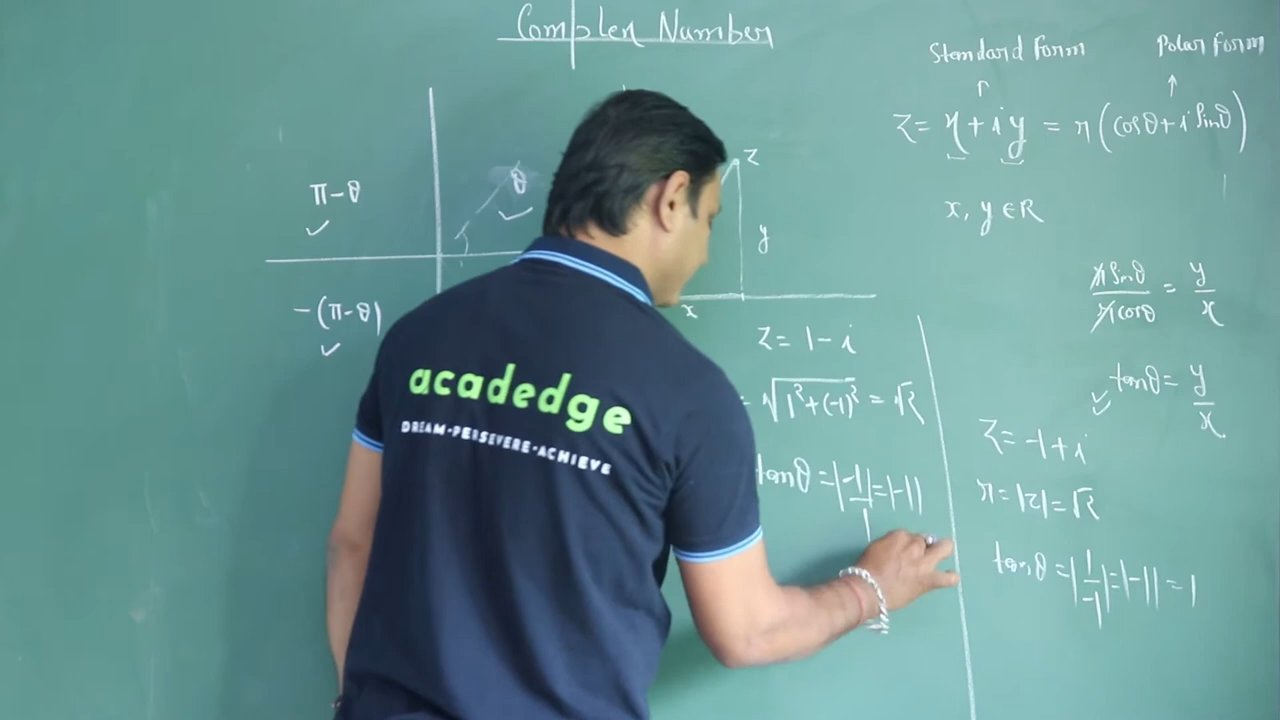 Complex Number
Standard Form
Polar Form
z = x + iy = r(cosθ + i sinθ)
x, y ∈ R
π-θ
θ
-(π-θ)
z
y
x
r sinθ / r cosθ = y/x
tanθ = y/x
z = 1 - i
= √(1²+(-1)²) = √2
tanθ = |-1/1| = |-1|
z = -1 + i
r = |z| = √2
tanθ = |1/-1| = |-1| = 1
acadedge
DREAM-PERSEVERE-ACHIEVE